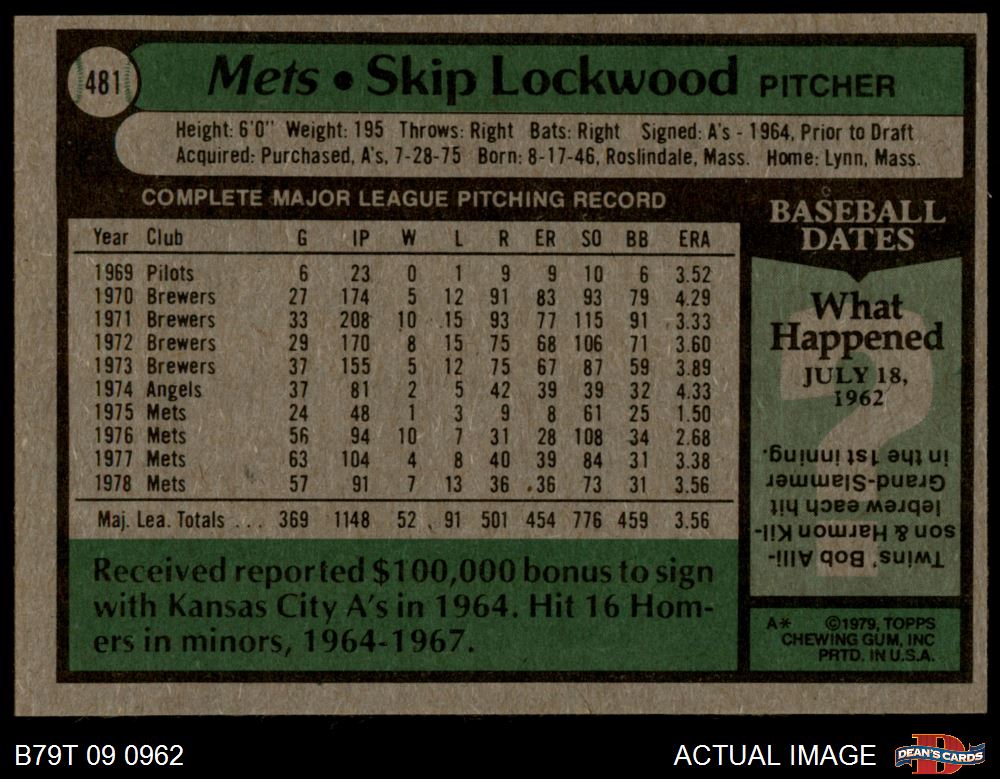 481
Mets • Skip Lockwood PITCHER
Height: 6'0" Weight: 195 Throws: Right Bats: Right Signed: A's - 1964, Prior to Draft
Acquired: Purchased, A's, 7-28-75 Born: 8-17-46, Roslindale, Mass. Home: Lynn, Mass.
COMPLETE MAJOR LEAGUE PITCHING RECORD
Year Club G IP W L R ER SO BB ERA
1969 Pilots 6 23 0 1 9 9 10 6 3.52
1970 Brewers 27 174 5 12 91 83 93 79 4.29
1971 Brewers 33 208 10 15 93 77 115 91 3.33
1972 Brewers 29 170 8 15 75 68 106 71 3.60
1973 Brewers 37 155 5 12 75 67 87 59 3.89
1974 Angels 37 81 2 5 42 39 39 32 4.33
1975 Mets 24 48 1 3 9 8 61 25 1.50
1976 Mets 56 94 10 7 31 28 108 34 2.68
1977 Mets 63 104 4 8 40 39 84 31 3.38
1978 Mets 57 91 7 13 36 36 73 31 3.56
Maj. Lea. Totals ... 369 1148 52 91 501 454 776 459 3.56
Received reported $100,000 bonus to sign
with Kansas City A's in 1964. Hit 16 Hom-
ers in minors, 1964-1967.
BASEBALL
DATES
What
Happened
JULY 18,
1962
?
Twins' Bob Alli-
son & Harmon Kil-
lebrew each hit
Grand-Slammer
in the 1st inning.
A* ©1979, TOPPS
CHEWING GUM, INC
PRTD. IN U.S.A.
B79T 09 0962
ACTUAL IMAGE
DEAN'S CARDS